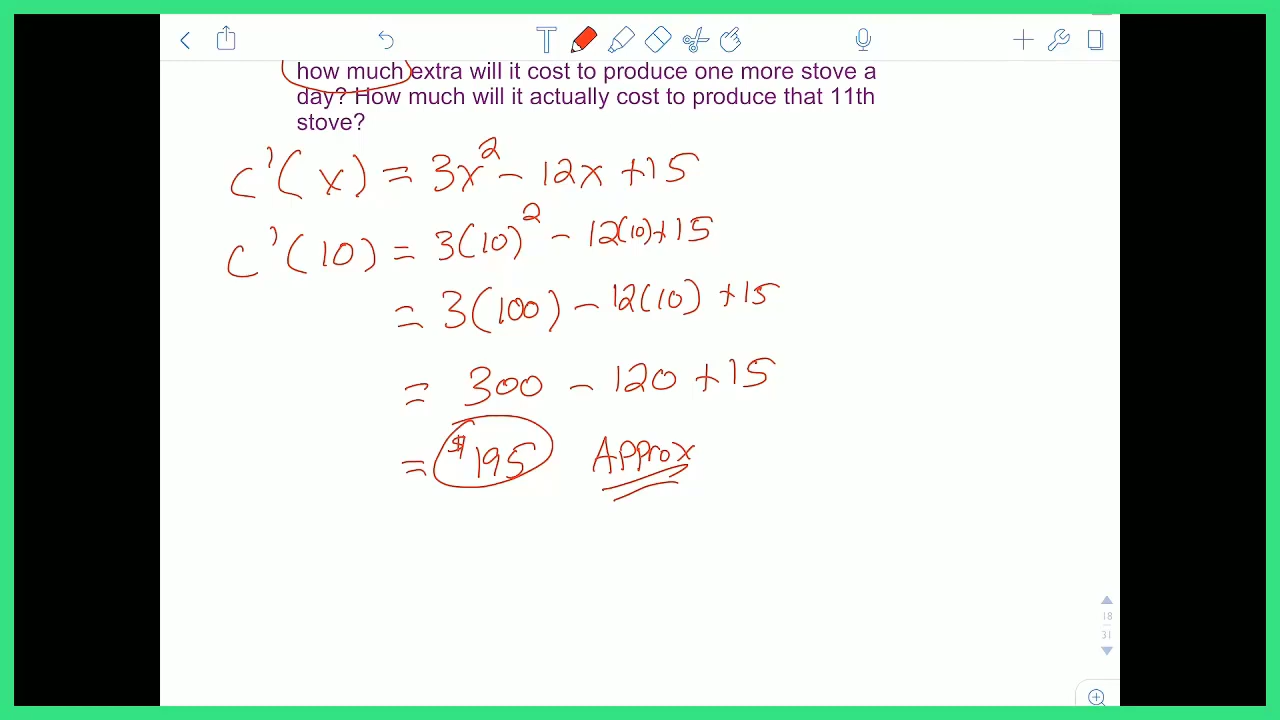 how much extra will it cost to produce one more stove a
day? How much will it actually cost to produce that 11th
stove?
C'(x) = 3x² - 12x + 15
C'(10) = 3(10)² - 12(10) + 15
= 3(100) - 12(10) + 15
= 300 - 120 + 15
= $195 Approx
18
31